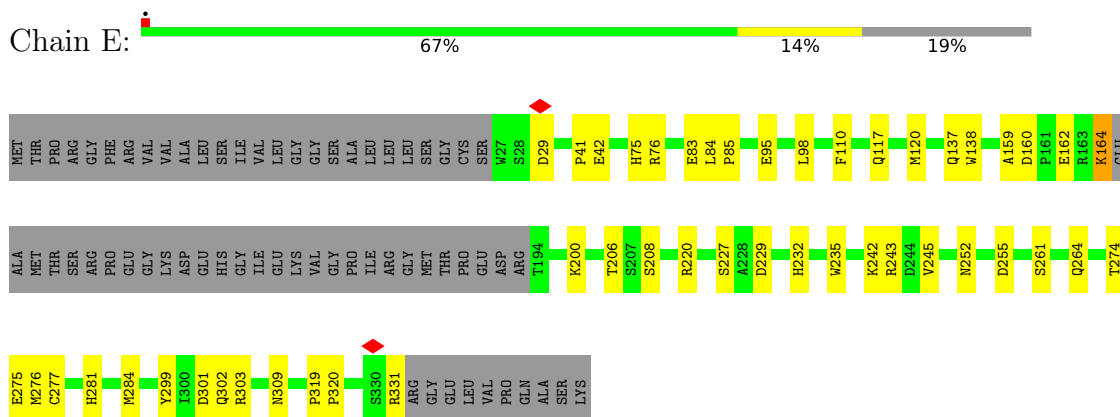 Chain E:
67% 14% 19%
MET THR PRO ARG GLY PHE ARG VAL VAL ALA LEU SER ILE VAL LEU GLY GLY SER ALA LEU LEU LEU SER GLY CYS SER W27 S28 D29 P41 E42 H75 R76 E83 L84 P85 E95 L98 F110 Q117 M120 Q137 W138 A159 D160 P161 E162 R163 K164 GLU
ALA MET THR SER ARG PRO GLU GLY LYS ASP GLU HIS GLY ILE GLU LYS VAL GLY PRO ILE ARG GLY MET THR PRO GLU ASP ARG T194 K200 T206 S207 S208 R220 S227 A228 D229 H232 W235 K242 R243 D244 V245 N252 D255 S261 Q264 T274
E275 M276 C277 H281 M284 Y299 I300 D301 Q302 R303 N309 P319 P320 S330 R331 ARG GLY GLU LEU VAL PRO GLN ALA SER LYS